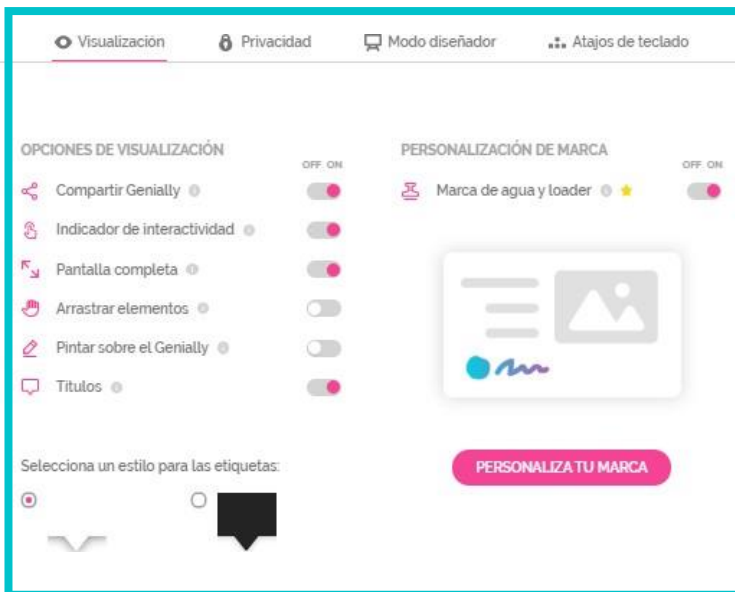 Visualización
Privacidad
Modo diseñador
Atajos de teclado
OPCIONES DE VISUALIZACIÓN
OFF ON
Compartir Genially
Indicador de interactividad
Pantalla completa
Arrastrar elementos
Pintar sobre el Genially
Titulos
Selecciona un estilo para las etiquetas:
PERSONALIZACIÓN DE MARCA
OFF ON
Marca de agua y loader
PERSONALIZA TU MARCA